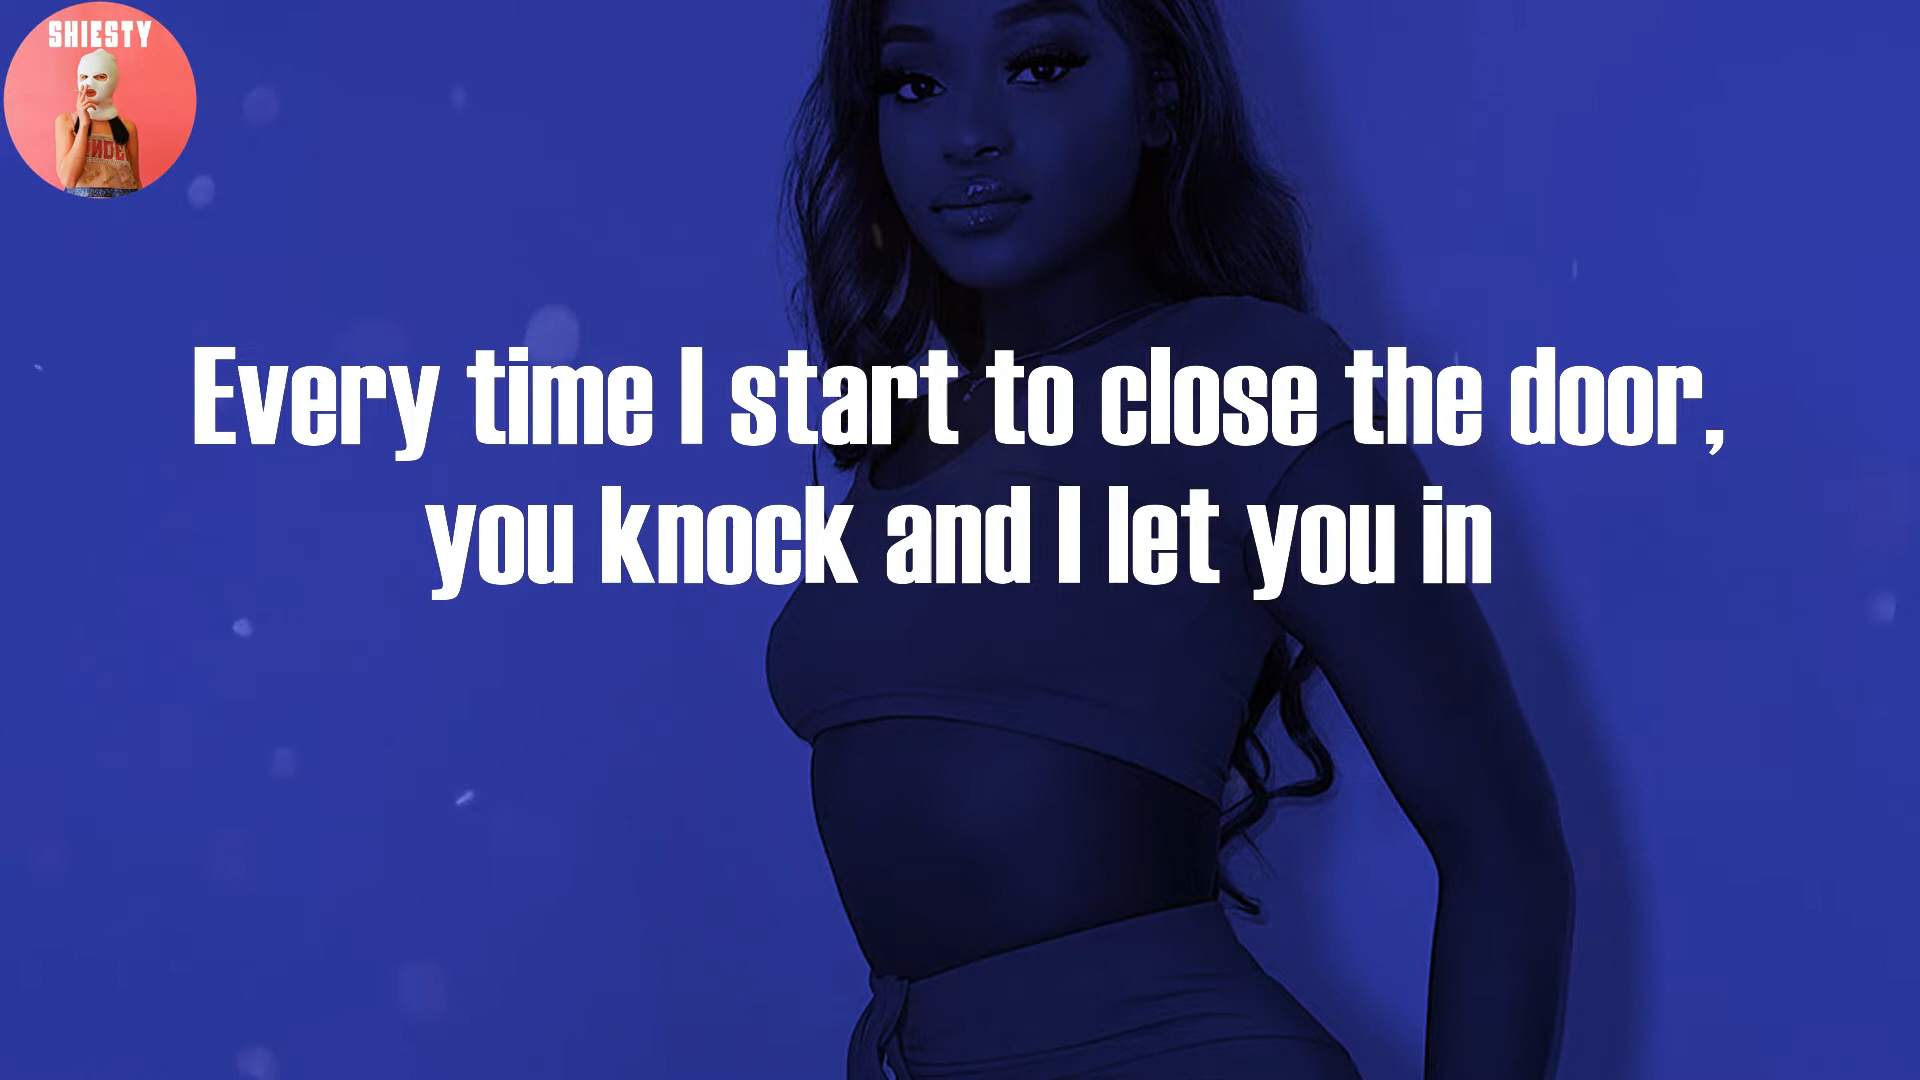 SHIESTY
Every time I start to close the door,
you knock and I let you in